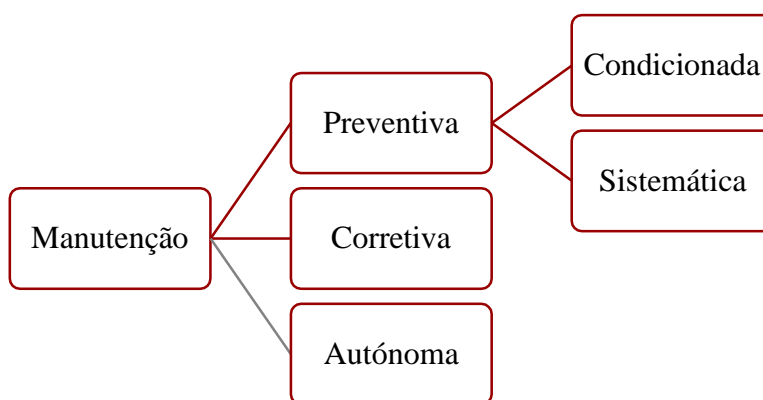 Manutenção
Preventiva
Condicionada
Sistemática
Corretiva
Autónoma